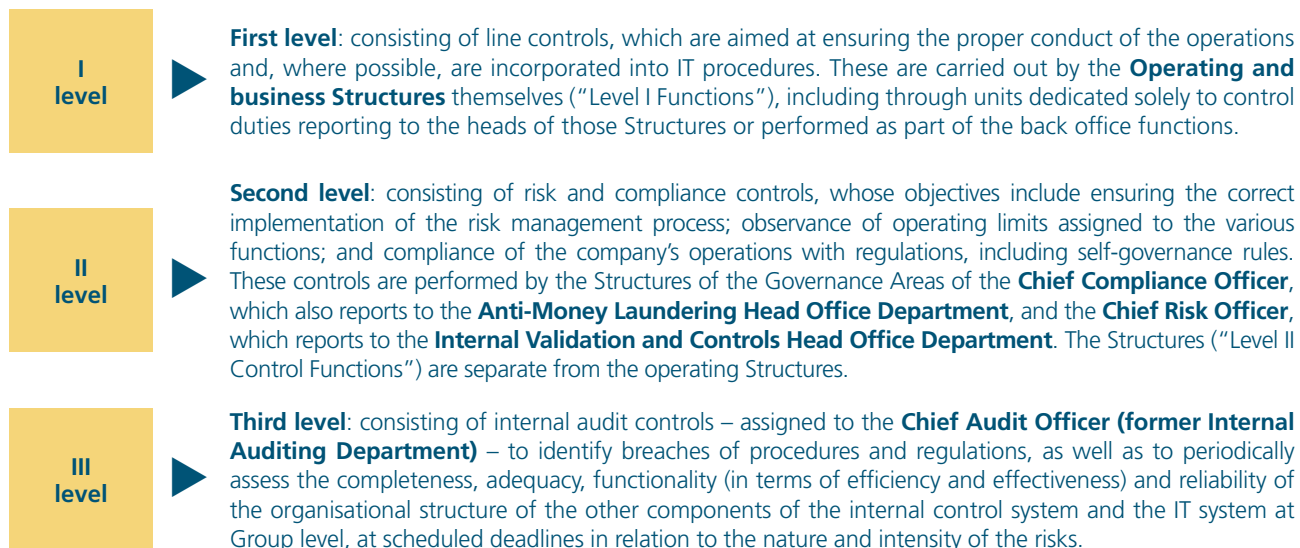 I
level
First level: consisting of line controls, which are aimed at ensuring the proper conduct of the operations
and, where possible, are incorporated into IT procedures. These are carried out by the Operating and
business Structures themselves (“Level I Functions”), including through units dedicated solely to control
duties reporting to the heads of those Structures or performed as part of the back office functions.
II
level
Second level: consisting of risk and compliance controls, whose objectives include ensuring the correct
implementation of the risk management process; observance of operating limits assigned to the various
functions; and compliance of the company’s operations with regulations, including self-governance rules.
These controls are performed by the Structures of the Governance Areas of the Chief Compliance Officer,
which also reports to the Anti-Money Laundering Head Office Department, and the Chief Risk Officer,
which reports to the Internal Validation and Controls Head Office Department. The Structures (“Level II
Control Functions”) are separate from the operating Structures.
III
level
Third level: consisting of internal audit controls – assigned to the Chief Audit Officer (former Internal
Auditing Department) – to identify breaches of procedures and regulations, as well as to periodically
assess the completeness, adequacy, functionality (in terms of efficiency and effectiveness) and reliability of
the organisational structure of the other components of the internal control system and the IT system at
Group level, at scheduled deadlines in relation to the nature and intensity of the risks.